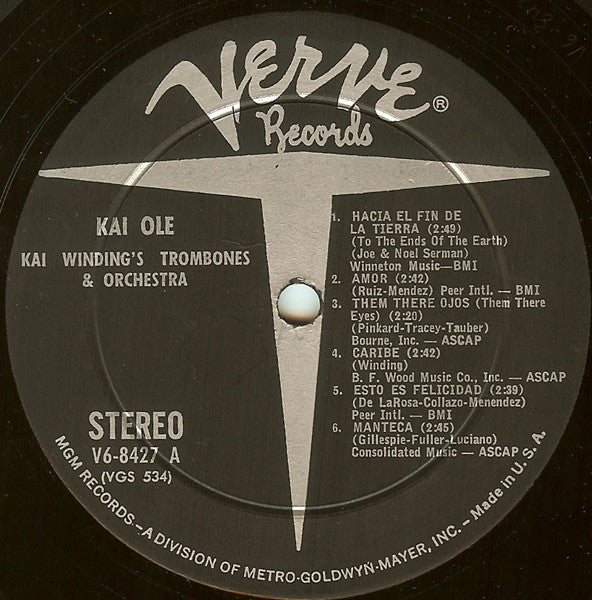 Verve ®
Records
KAI OLE
KAI WINDING'S TROMBONES
& ORCHESTRA
STEREO
V6-8427 A
(VGS 534)
1. HACIA EL FIN DE
LA TIERRA (2:49)
(To The Ends Of The Earth)
(Joe & Noel Serman)
Winneton Music—BMI
2. AMOR (2:42)
(Ruiz-Mendez) Peer Intl. — BMI
3. THEM THERE OJOS (Them There
Eyes) (2:20)
(Pinkard-Tracey-Tauber)
Bourne, Inc. — ASCAP
4. CARIBE (2:42)
(Winding)
B. F. Wood Music Co., Inc. — ASCAP
5. ESTO ES FELICIDAD (2:39)
(De LaRosa-Collazo-Menendez)
Peer Intl. — BMI
6. MANTECA (2:45)
(Gillespie-Fuller-Luciano)
Consolidated Music — ASCAP
MGM RECORDS—A DIVISION OF METRO-GOLDWYN-MAYER, INC. – Made in U.S.A.